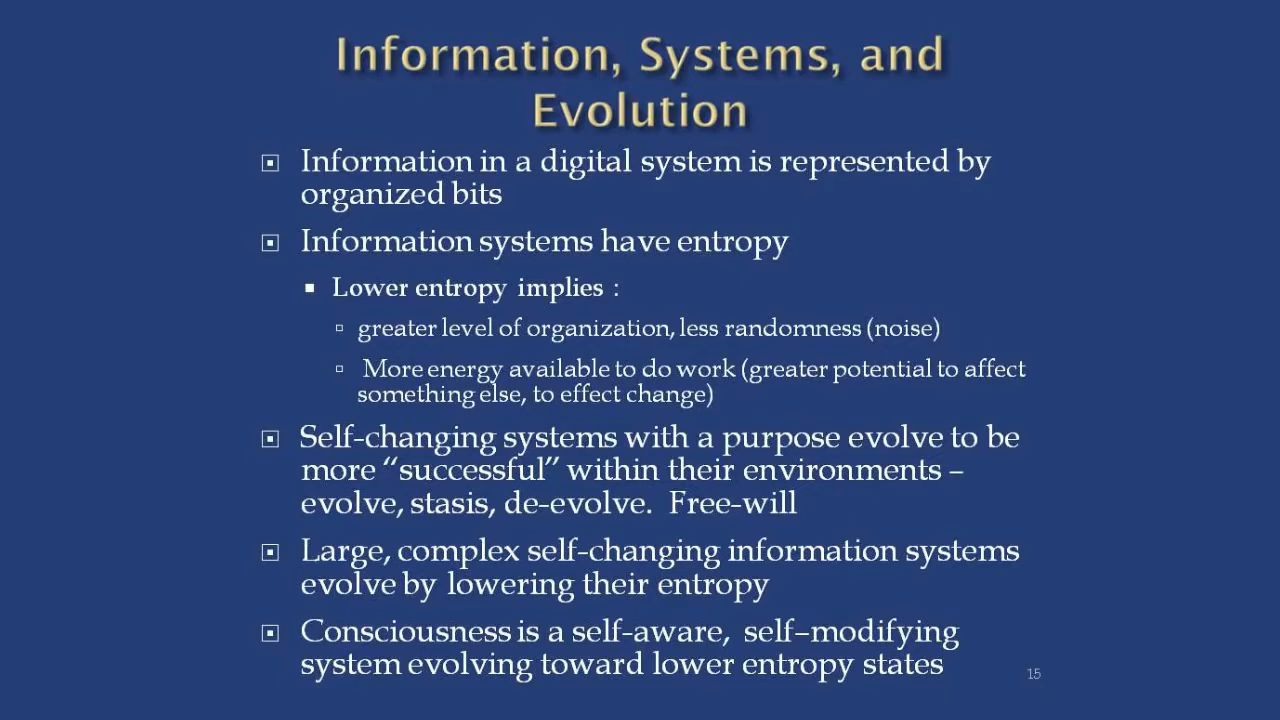 Information, Systems, and
Evolution
Information in a digital system is represented by
organized bits
Information systems have entropy
Lower entropy implies :
greater level of organization, less randomness (noise)
More energy available to do work (greater potential to affect
something else, to effect change)
Self-changing systems with a purpose evolve to be
more “successful” within their environments –
evolve, stasis, de-evolve. Free-will
Large, complex self-changing information systems
evolve by lowering their entropy
Consciousness is a self-aware, self–modifying
system evolving toward lower entropy states
15